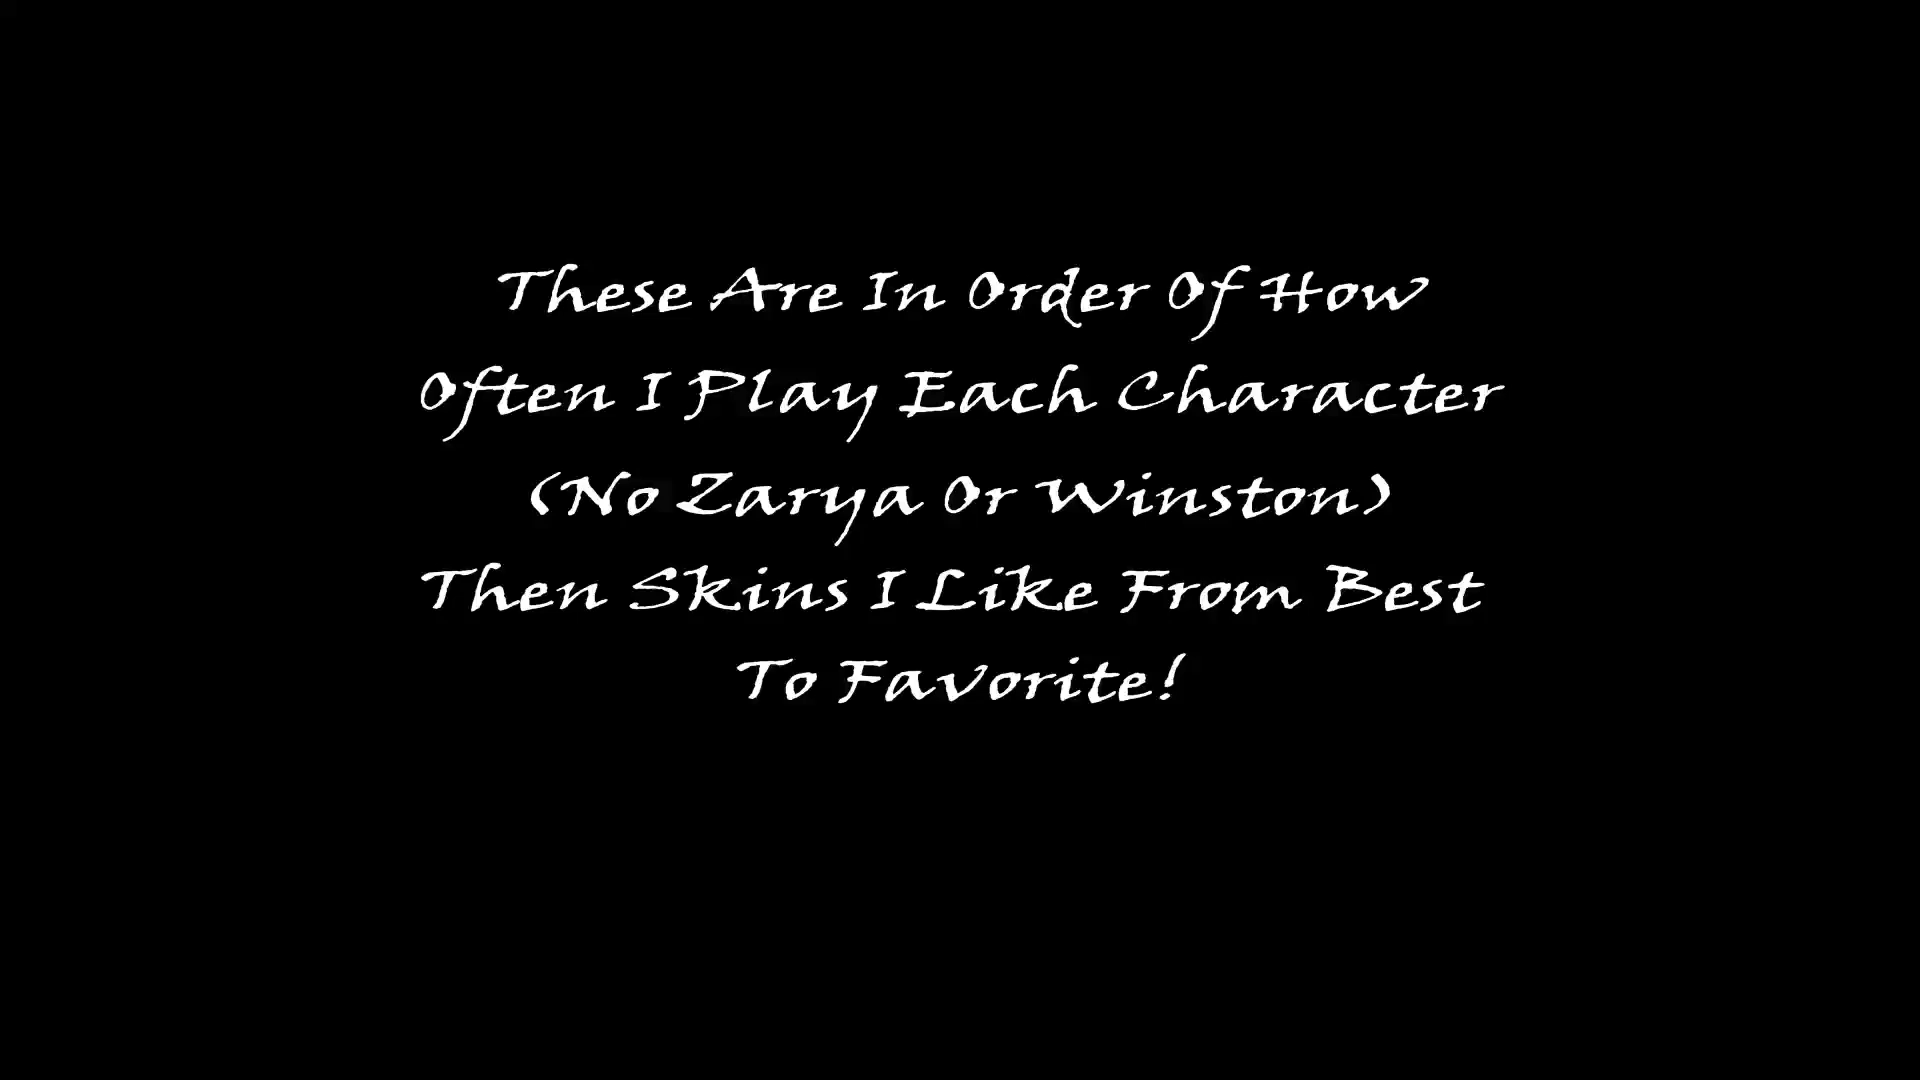 These Are In Order Of How
Often I Play Each Character
(No Zarya Or Winston)
Then Skins I Like From Best
To Favorite!